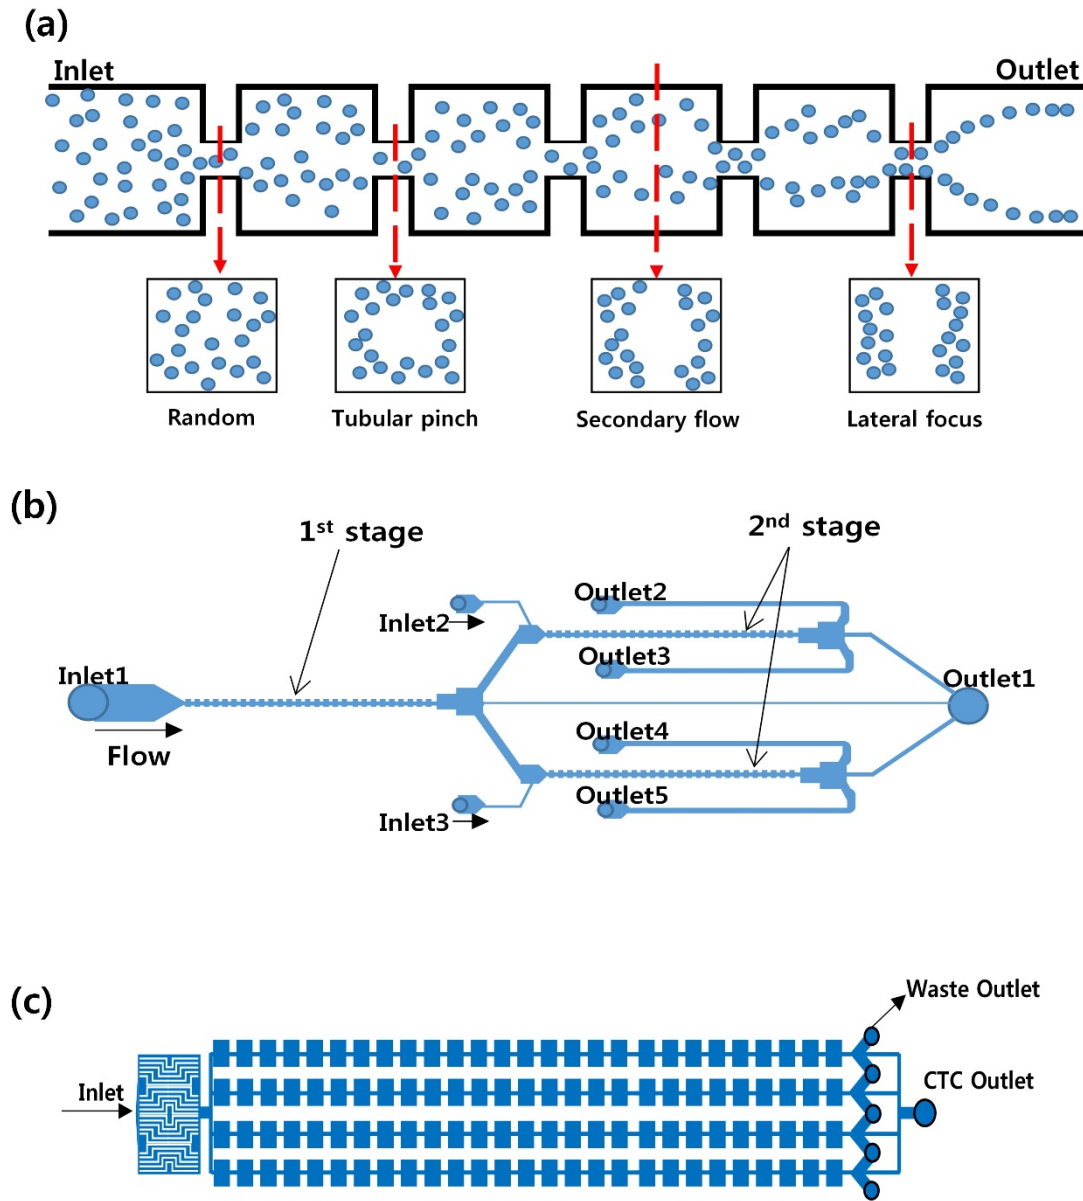 (a)
Inlet
Outlet
Random
Tubular pinch
Secondary flow
Lateral focus
(b)
1st stage
2nd stage
Inlet2
Outlet2
Outlet3
Inlet1
Outlet1
Flow
Outlet4
Outlet5
Inlet3
(c)
Waste Outlet
Inlet
CTC Outlet